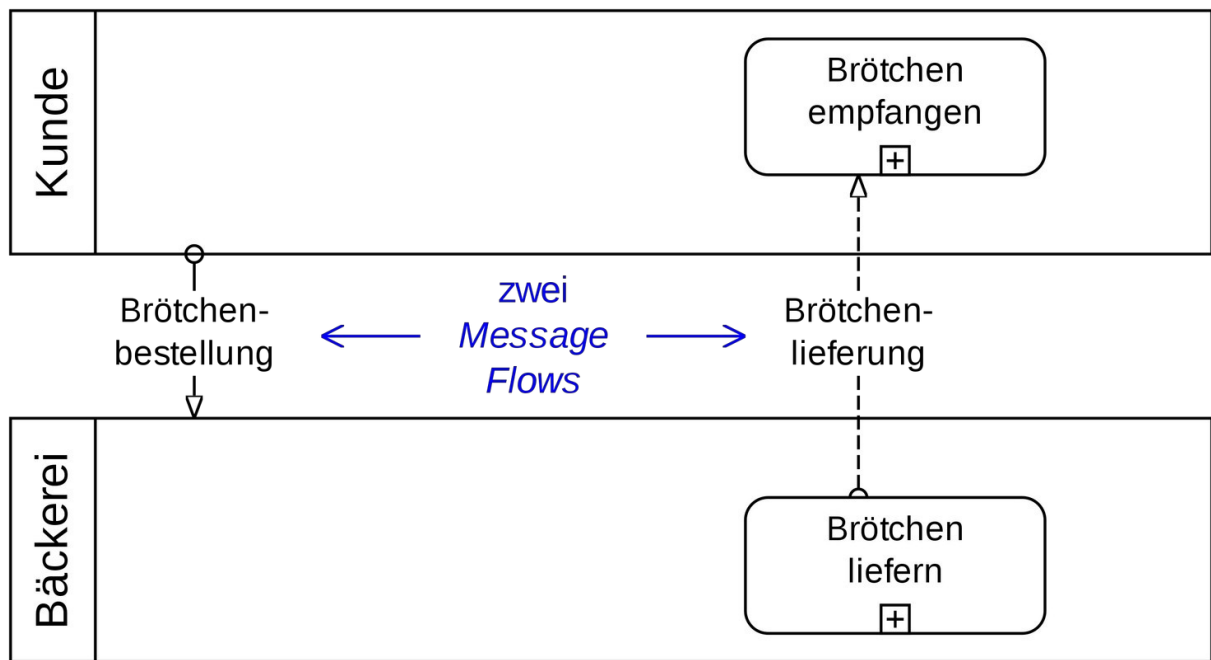 Kunde
Brötchen
empfangen
Brötchen-
bestellung
zwei
Message
Flows
Brötchen-
lieferung
Bäckerei
Brötchen
liefern